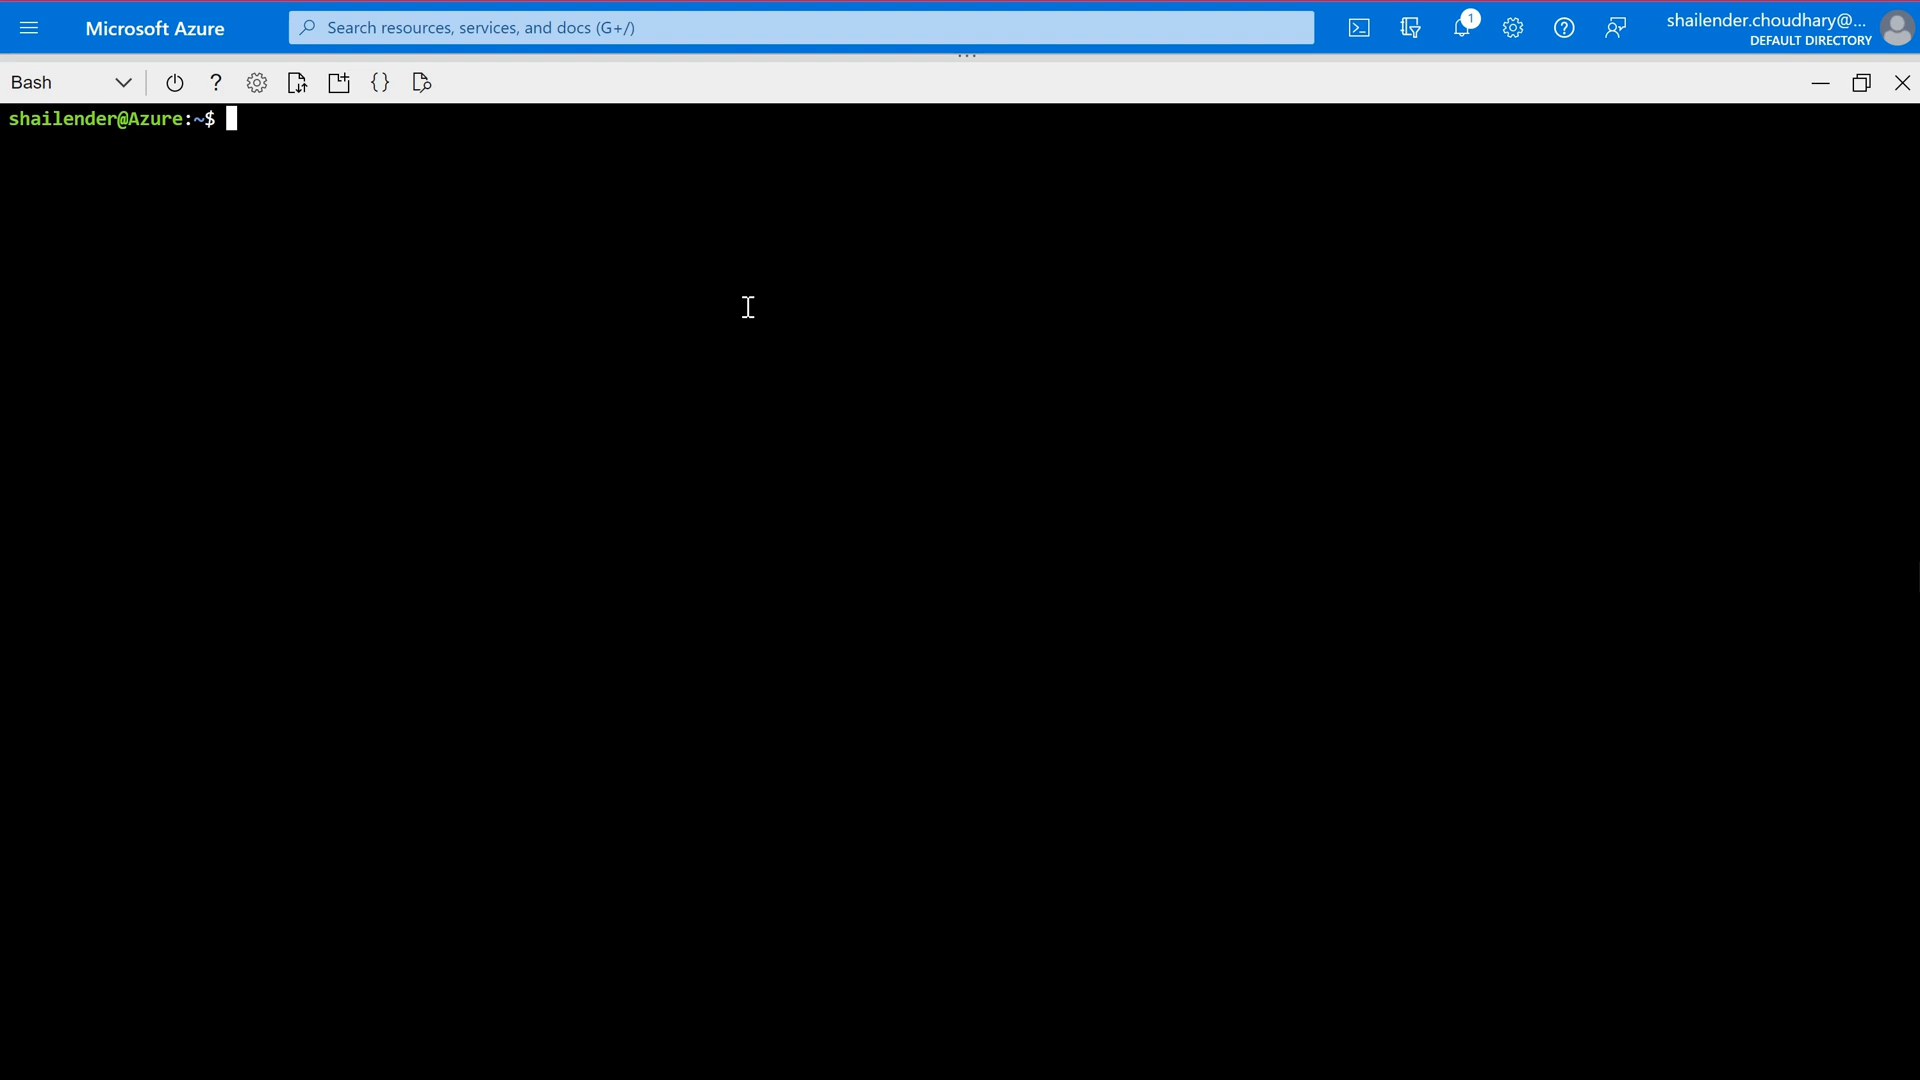 Microsoft Azure
Search resources, services, and docs (G+/)
1
shailender.choudhary@...
DEFAULT DIRECTORY
Bash
shailender@Azure:~$